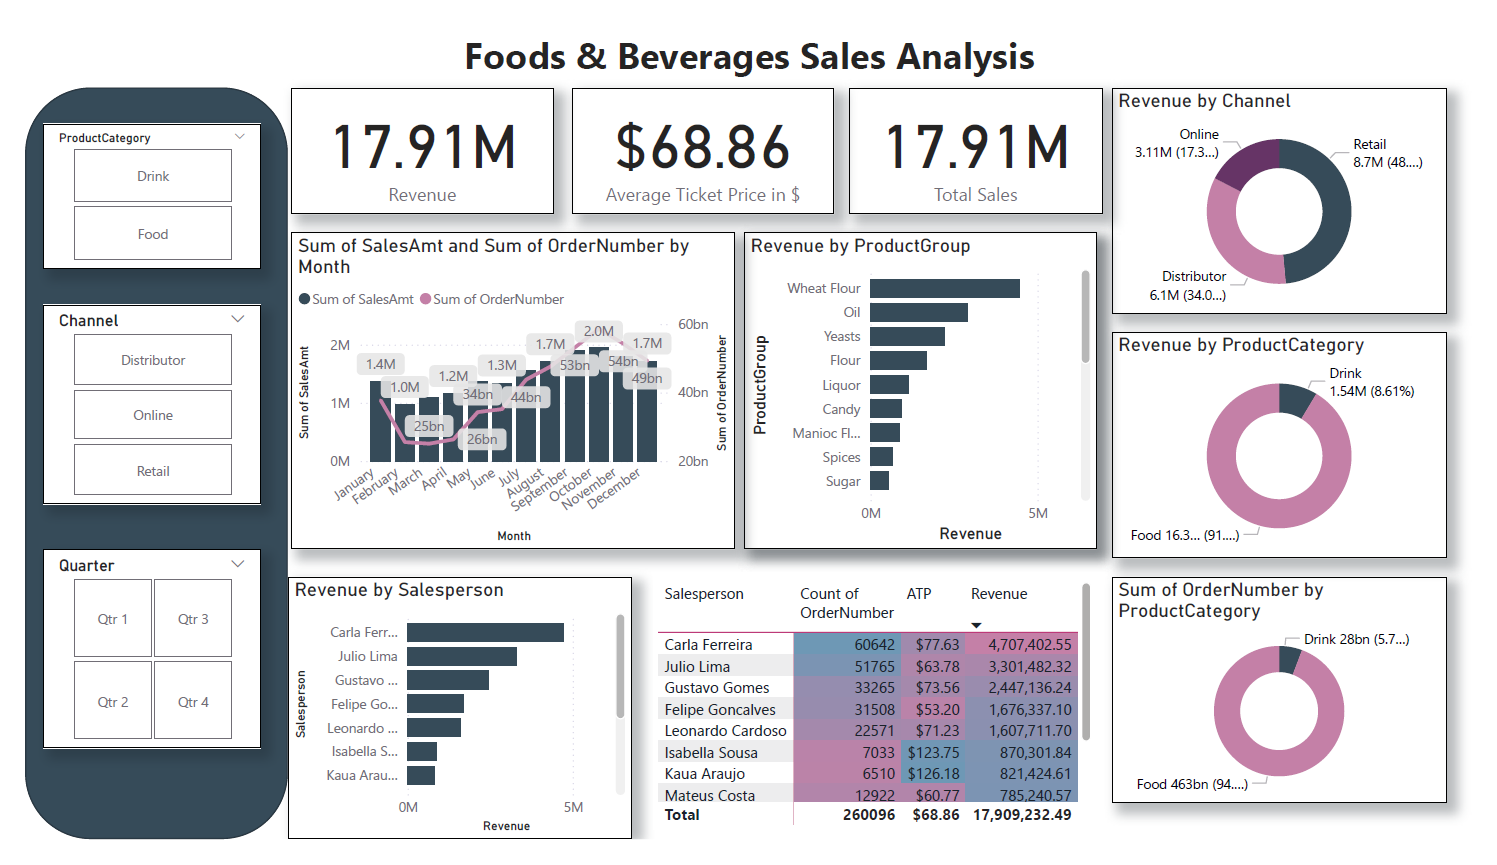 Foods & Beverages Sales Analysis
ProductCategory
Drink
Food
Channel
Distributor
Online
Retail
Quarter
Qtr 1
Qtr 3
Qtr 2
Qtr 4
17.91M
Revenue
$68.86
Average Ticket Price in $
17.91M
Total Sales
Sum of SalesAmt and Sum of OrderNumber by
Month
Sum of SalesAmt
Sum of OrderNumber
Sum of SalesAmt
2M
1M
0M
1.4M
1.0M
1.2M
1.3M
1.7M
2.0M
1.7M
25bn
34bn
26bn
44bn
53bn
54bn
49bn
60bn
40bn
20bn
Sum of OrderNumber
January
February
March
April
May
June
July
August
September
October
November
December
Month
Revenue by ProductGroup
ProductGroup
Wheat Flour
Oil
Yeasts
Flour
Liquor
Candy
Manioc Fl...
Spices
Sugar
0M
5M
Revenue
Revenue by Channel
Online
3.11M (17.3...)
Retail
8.7M (48....)
Distributor
6.1M (34.0...)
Revenue by ProductCategory
Drink
1.54M (8.61%)
Food 16.3... (91....)
Revenue by Salesperson
Salesperson
Carla Ferr...
Julio Lima
Gustavo ...
Felipe Go...
Leonardo ...
Isabella S...
Kaua Arau...
0M
5M
Revenue
Salesperson Count of OrderNumber ATP Revenue
Carla Ferreira 60642 $77.63 4,707,402.55
Julio Lima 51765 $63.78 3,301,482.32
Gustavo Gomes 33265 $73.56 2,447,136.24
Felipe Goncalves 31508 $53.20 1,676,337.10
Leonardo Cardoso 22571 $71.23 1,607,711.70
Isabella Sousa 7033 $123.75 870,301.84
Kaua Araujo 6510 $126.18 821,424.61
Mateus Costa 12922 $60.77 785,240.57
Total 260096 $68.86 17,909,232.49
Sum of OrderNumber by
ProductCategory
Drink 28bn (5.7...)
Food 463bn (94....)